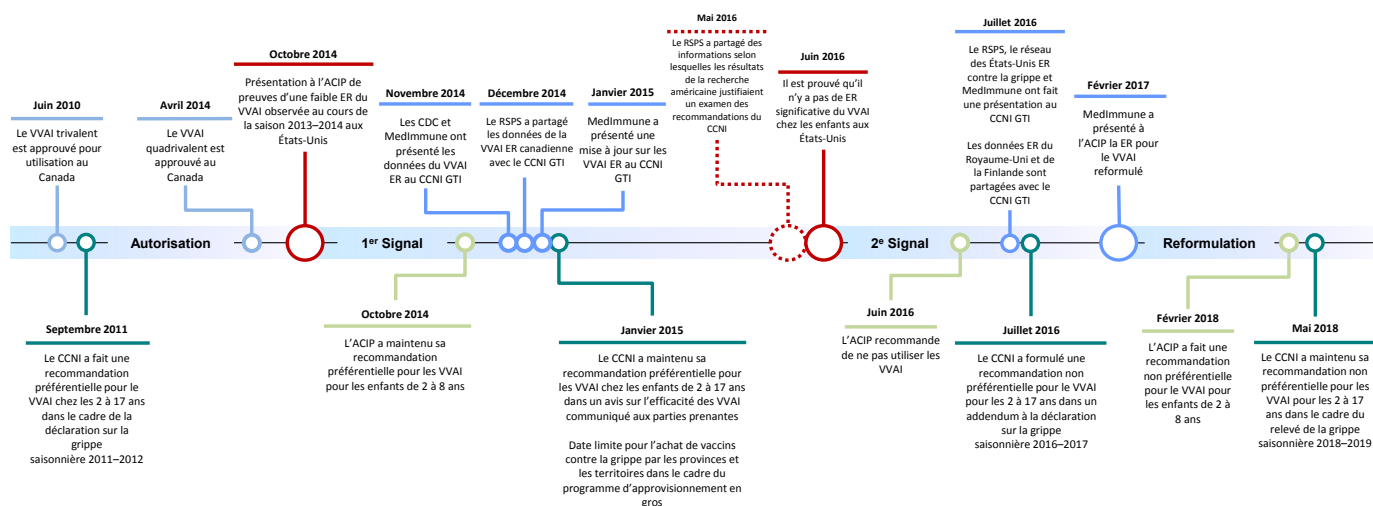 Juin 2010
Le VVAI trivalent
est approuvé pour
utilisation au
Canada
Avril 2014
Le VVAI
quadrivalent est
approuvé au
Canada
Octobre 2014
Présentation à l’ACIP de
preuves d’une faible ER du
VVAI observée au cours de
la saison 2013–2014 aux
États-Unis
Novembre 2014
Les CDC et
MedImmune ont
présenté les
données du VVAI
ER au CCNI GTI
Décembre 2014
Le RSPS a partagé
les données de la
VVAI ER canadienne
avec le CCNI GTI
Janvier 2015
MedImmune a
présenté une
mise à jour sur les
VVAI ER au CCNI
GTI
Mai 2016
Le RSPS a partagé des
informations selon
lesquelles les résultats
de la recherche
américaine justifiaient
un examen des
recommandations du
CCNI
Juin 2016
Il est prouvé qu’il
n’y a pas de ER
significative du VVAI
chez les enfants aux
États-Unis
Juillet 2016
Le RSPS, le réseau
des États-Unis ER
contre la grippe et
MedImmune ont
fait une
présentation au
CCNI GTI
Les données ER du
Royaume-Uni et de
la Finlande sont
partagées avec le
CCNI GTI
Février 2017
MedImmune a
présenté à
l’ACIP la ER pour
le VVAI
reformulé
Autorisation
1er Signal
2e Signal
Reformulation
Septembre 2011
Le CCNI a fait une
recommandation
préférentielle pour le
VVAI chez les 2 à 17 ans
dans le cadre de la
déclaration sur la
grippe
saisonnière 2011–2012
Octobre 2014
L’ACIP a maintenu sa
recommandation
préférentielle pour les VVAI
pour les enfants de 2 à 8 ans
Janvier 2015
Le CCNI a maintenu sa
recommandation préférentielle pour
les VVAI chez les enfants de 2 à 17 ans
dans un avis sur l’efficacité des VVAI
communiqué aux parties prenantes
Date limite pour l’achat de vaccins
contre la grippe par les provinces et
les territoires dans le cadre du
programme d’approvisionnement en
gros
Juin 2016
L’ACIP recommande
de ne pas utiliser les
VVAI
Juillet 2016
Le CCNI a formulé une
recommandation non
préférentielle pour le VVAI
pour les 2 à 17 ans dans un
addendum à la déclaration
sur la grippe
saisonnière 2016–2017
Février 2018
L’ACIP a fait une
recommandation
non préférentielle
pour le VVAI pour
les enfants de 2 à
8 ans
Mai 2018
Le CCNI a maintenu sa
recommandation non
préférentielle pour les
VVAI pour les 2 à 17
ans dans le cadre du
relevé de la grippe
saisonnière 2018–2019